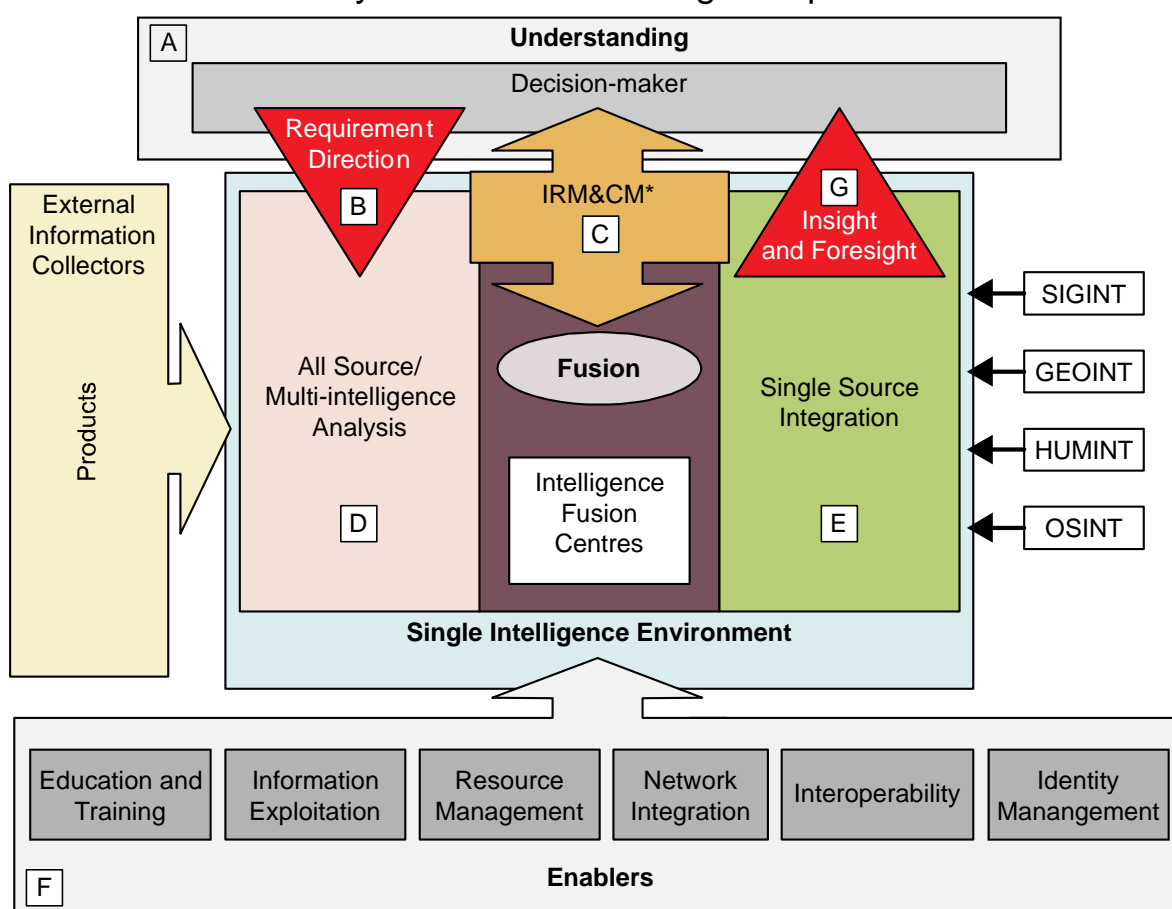 A
Understanding
Decision-maker
Requirement
Direction
B
IRM&CM*
C
G
Insight
and Foresight
External
Information
Collectors
Products
All Source/
Multi-intelligence
Analysis
D
Fusion
Intelligence
Fusion
Centres
Single Source
Integration
E
SIGINT
GEOINT
HUMINT
OSINT
Single Intelligence Environment
Education and
Training
Information
Exploitation
Resource
Management
Network
Integration
Interoperability
Identity
Manangement
F
Enablers